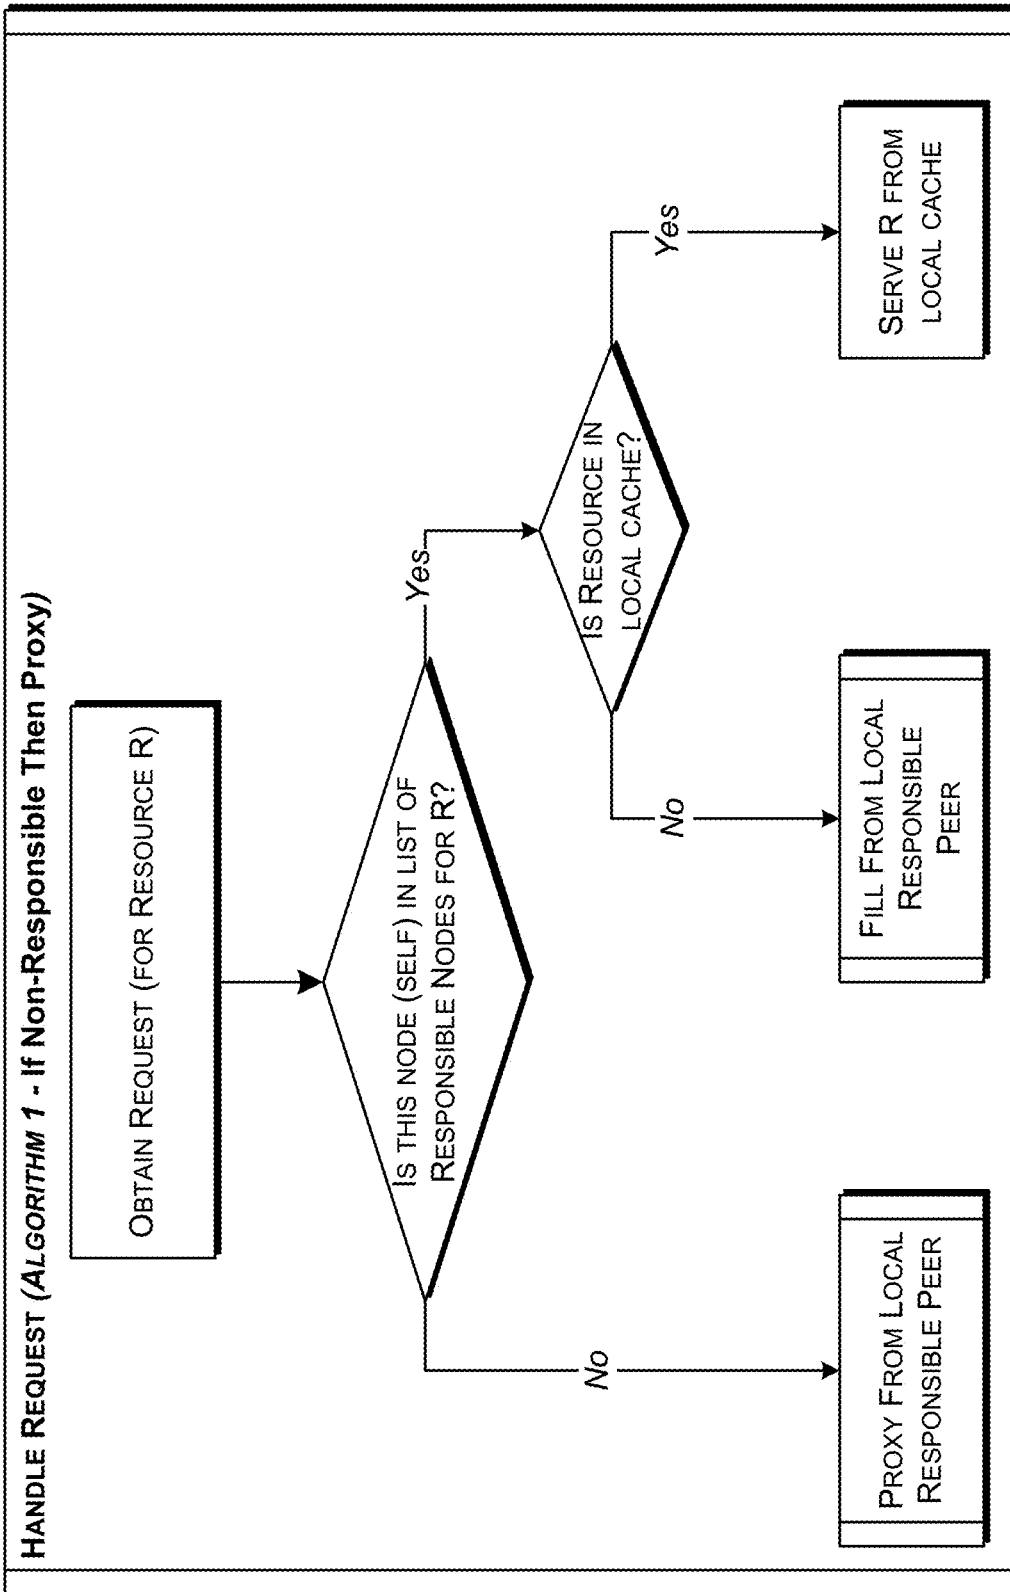 HANDLE REQUEST (ALGORITHM 1 - If Non-Responsible Then Proxy)
OBTAIN REQUEST (FOR RESOURCE R)
IS THIS NODE (SELF) IN LIST OF
RESPONSIBLE NODES FOR R?
Yes
No
IS RESOURCE IN
LOCAL CACHE?
No
Yes
PROXY FROM LOCAL
RESPONSIBLE PEER
FILL FROM LOCAL
RESPONSIBLE
PEER
SERVE R FROM
LOCAL CACHE